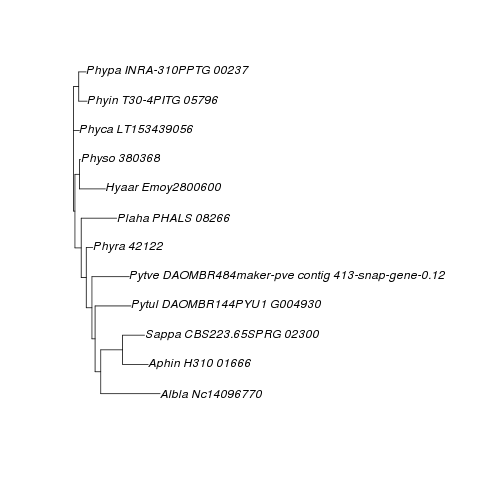 Phypa INRA-310PPTG 00237
Phyin T30-4PITG 05796
Phyca LT153439056
Physo 380368
Hyaar Emoy2800600
Plaha PHALS 08266
Phyra 42122
Pytve DAOMBR484maker-pve contig 413-snap-gene-0.12
Pytul DAOMBR144PYU1 G004930
Sappa CBS223.65SPRG 02300
Aphin H310 01666
Albla Nc14096770